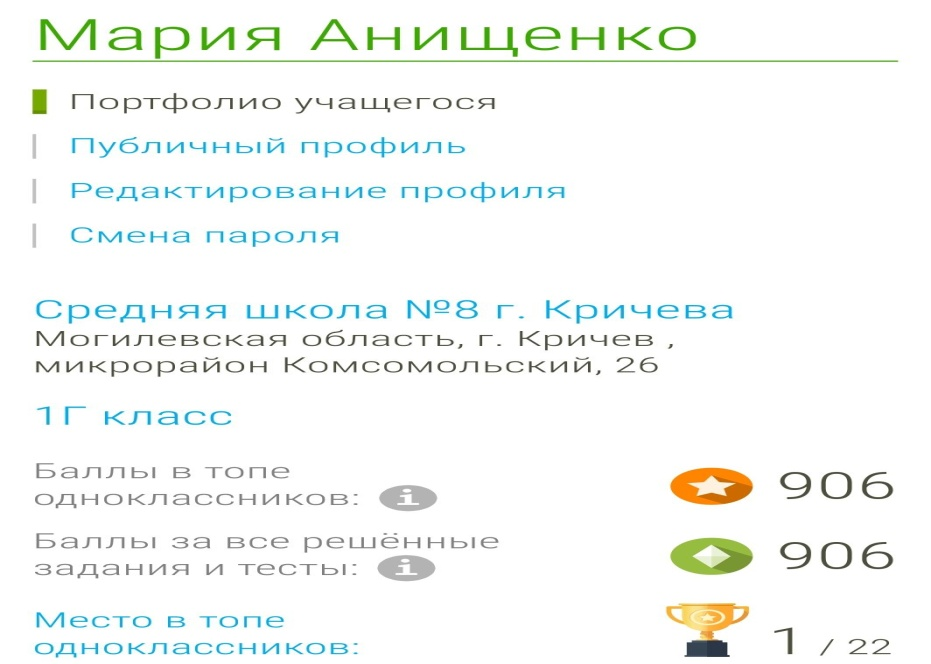 Мария Анищенко
Портфолио учащегося
Публичный профиль
Редактирование профиля
Смена пароля
Средняя школа №8 г. Кричева
Могилевская область, г. Кричев ,
микрорайон Комсомольский, 26
1Г класс
Баллы в топе
одноклассников: i 906
Баллы за все решённые
задания и тесты: i 906
Место в топе
одноклассников: 1 / 22